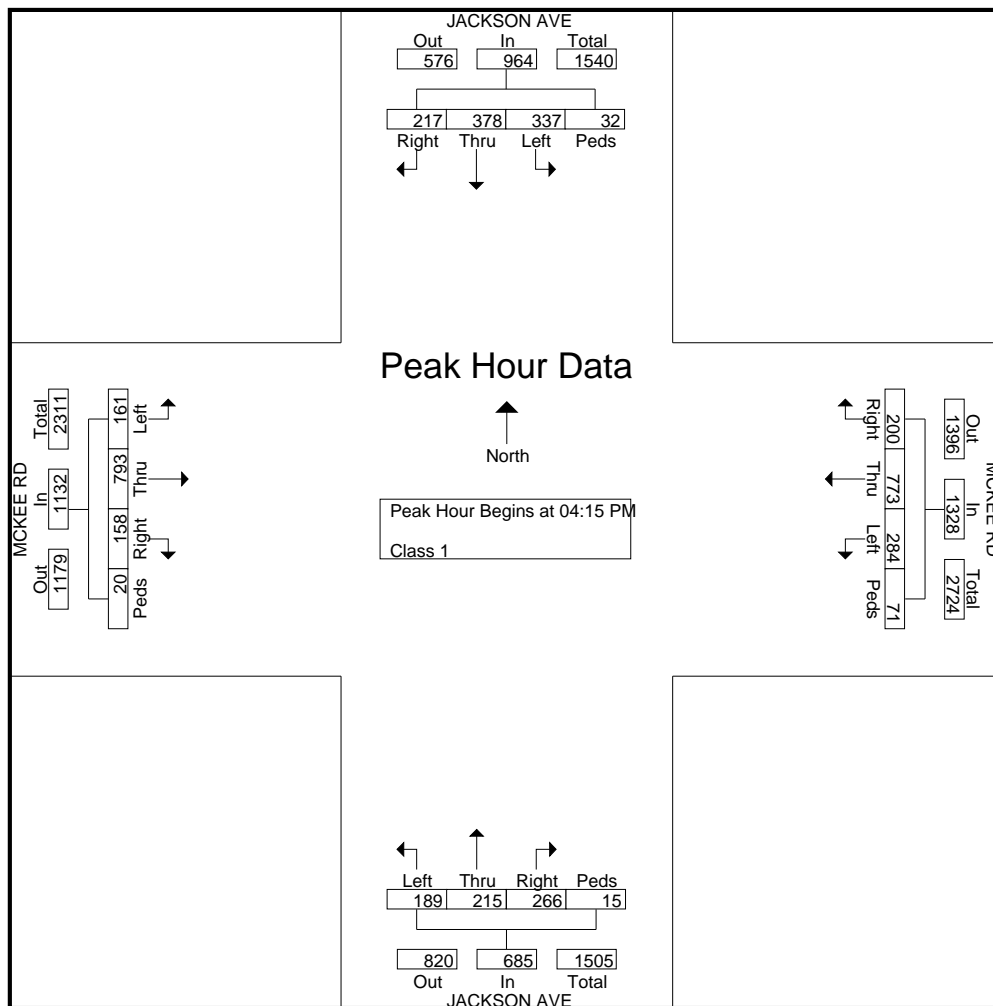 JACKSON AVE
Out In Total
576 964 1540
217 378 337 32
Right Thru Left Peds
Peak Hour Data
North
Peak Hour Begins at 04:15 PM
Class 1
MCKEE RD
Total In Out
2311 1132 1179
161 793 158 20
Left Thru Right Peds
Right Thru Left Peds
200 773 284 71
Out In Total
1396 1328 2724
MCKEE RD
Left Thru Right Peds
189 215 266 15
820 685 1505
Out In Total
JACKSON AVE